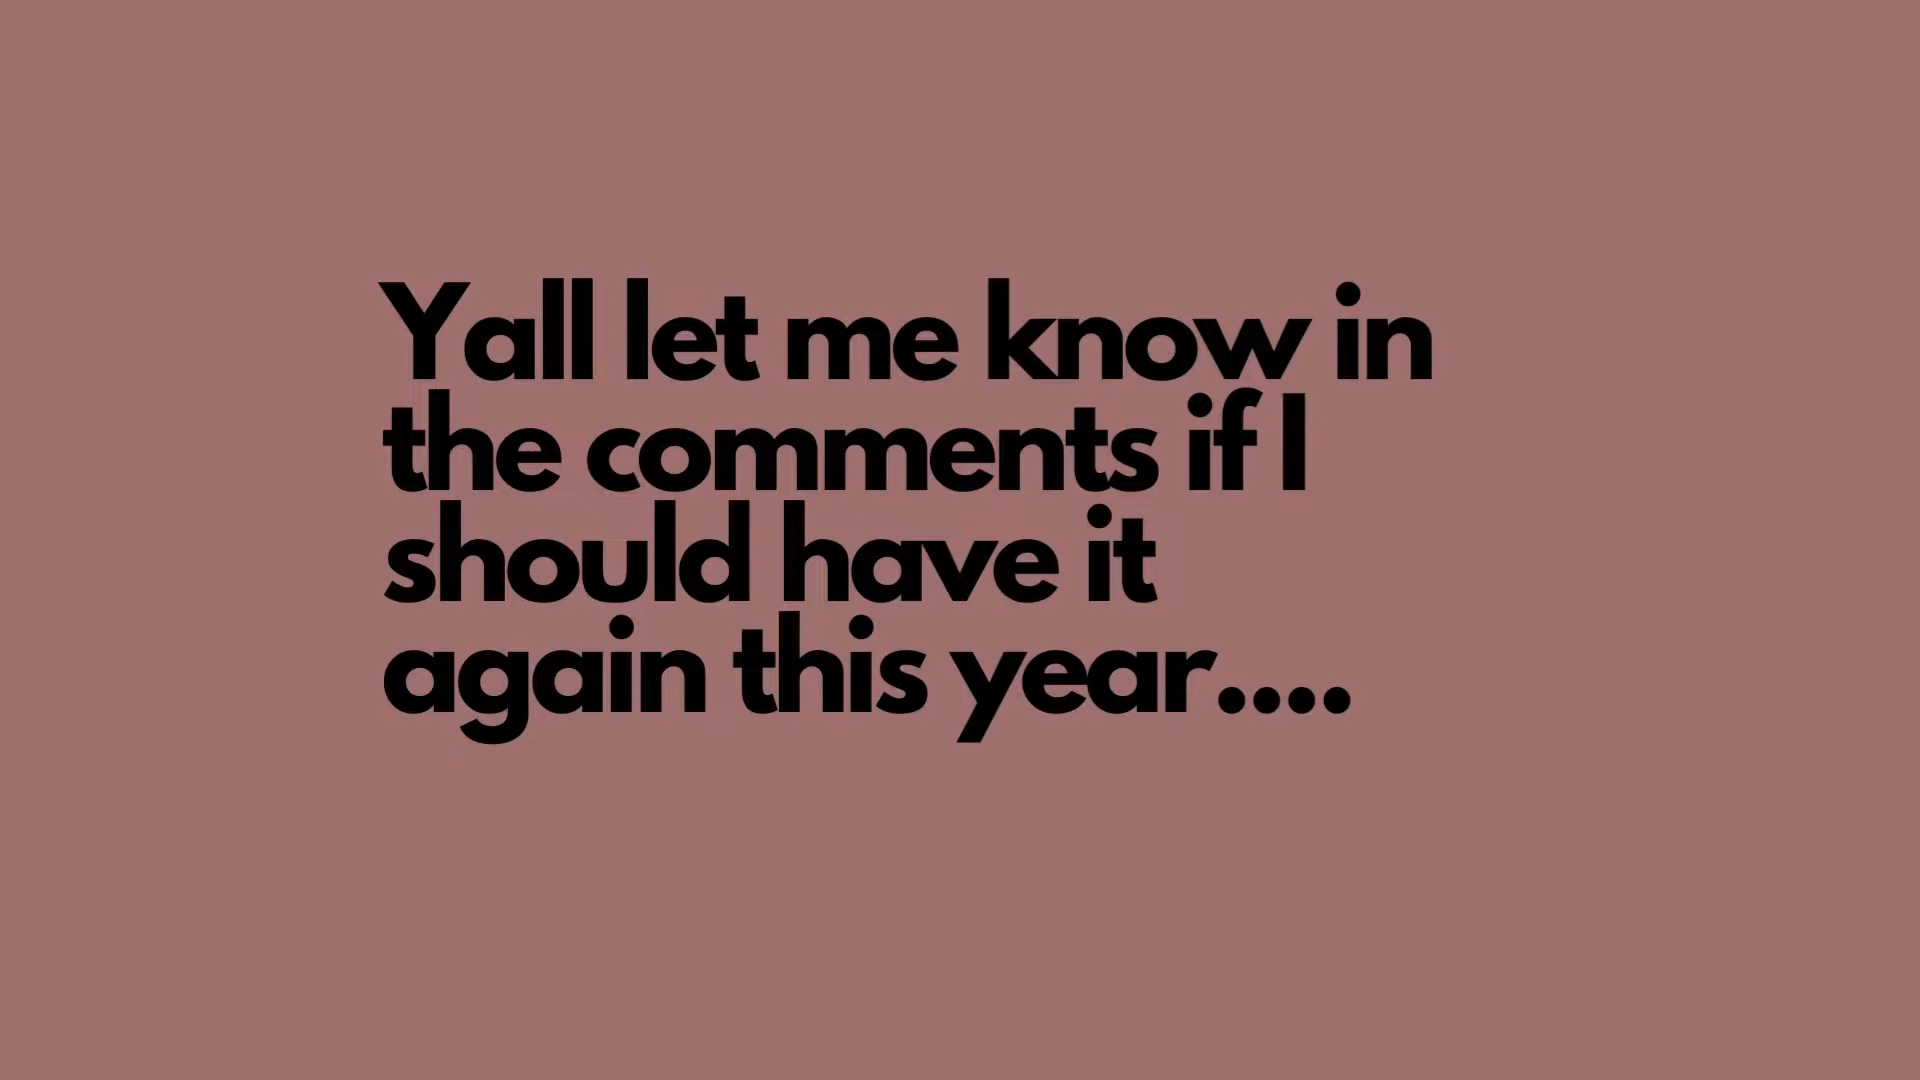 Yall let me know in
the comments if I
should have it
again this year....